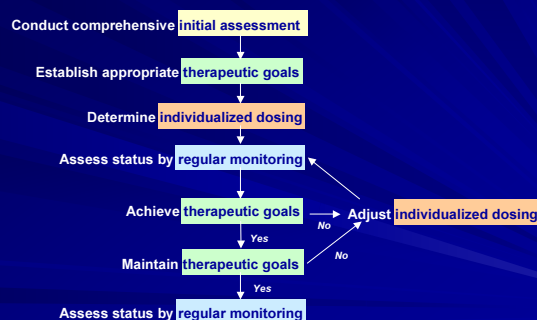 Conduct comprehensive initial assessment
Establish appropriate therapeutic goals
Determine individualized dosing
Assess status by regular monitoring
Achieve therapeutic goals
No
Adjust individualized dosing
Yes
No
Maintain therapeutic goals
Yes
Assess status by regular monitoring